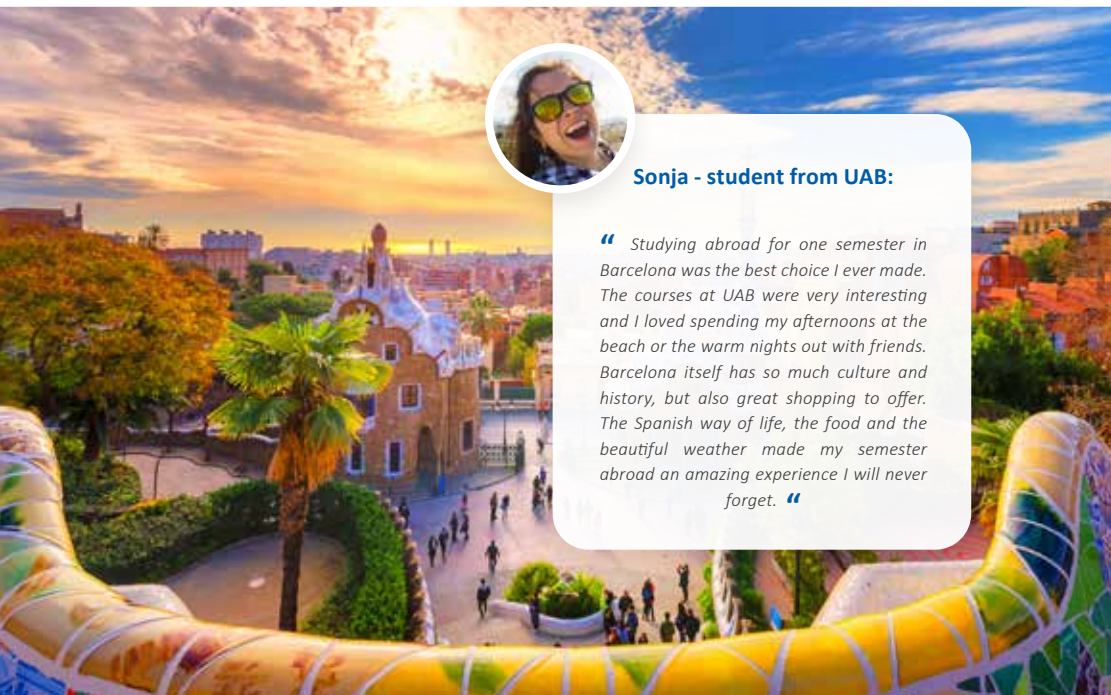 Sonja - student from UAB:
“ Studying abroad for one semester in
Barcelona was the best choice I ever made.
The courses at UAB were very interesting
and I loved spending my afternoons at the
beach or the warm nights out with friends.
Barcelona itself has so much culture and
history, but also great shopping to offer.
The Spanish way of life, the food and the
beautiful weather made my semester
abroad an amazing experience I will never
forget. “